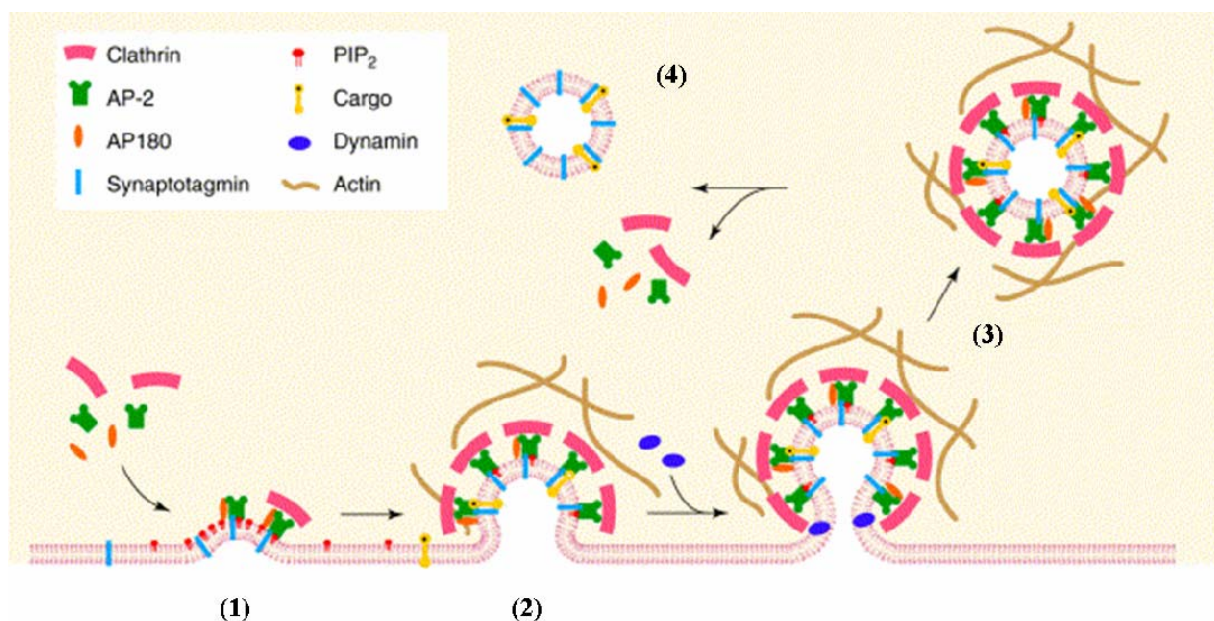 Clathrin
AP-2
AP180
Synaptotagmin
PIP2
Cargo
Dynamin
Actin
(4)
(3)
(1)
(2)